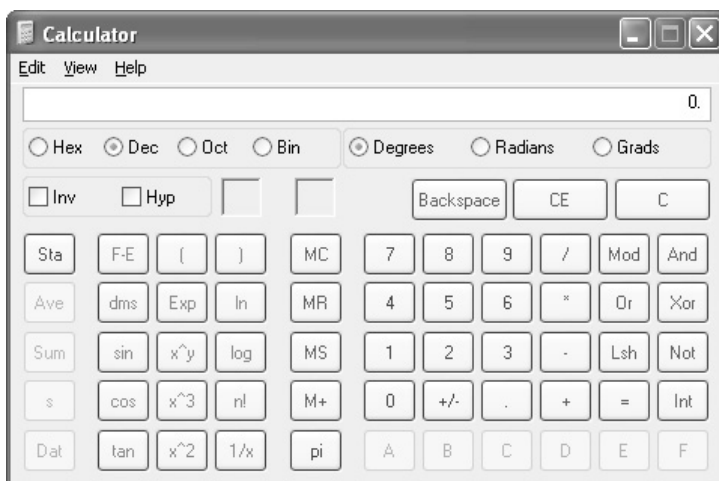 Calculator
Edit View Help
0.
Hex Dec Oct Bin Degrees Radians Grads
Inv Hyp Backspace CE C
Sta F-E ( ) MC 7 8 9 / Mod And
Ave dms Exp ln MR 4 5 6 * Or Xor
Sum sin x^y log MS 1 2 3 - Lsh Not
s cos x^3 n! M+ 0 +/- . + = Int
Dat tan x^2 1/x pi A B C D E F